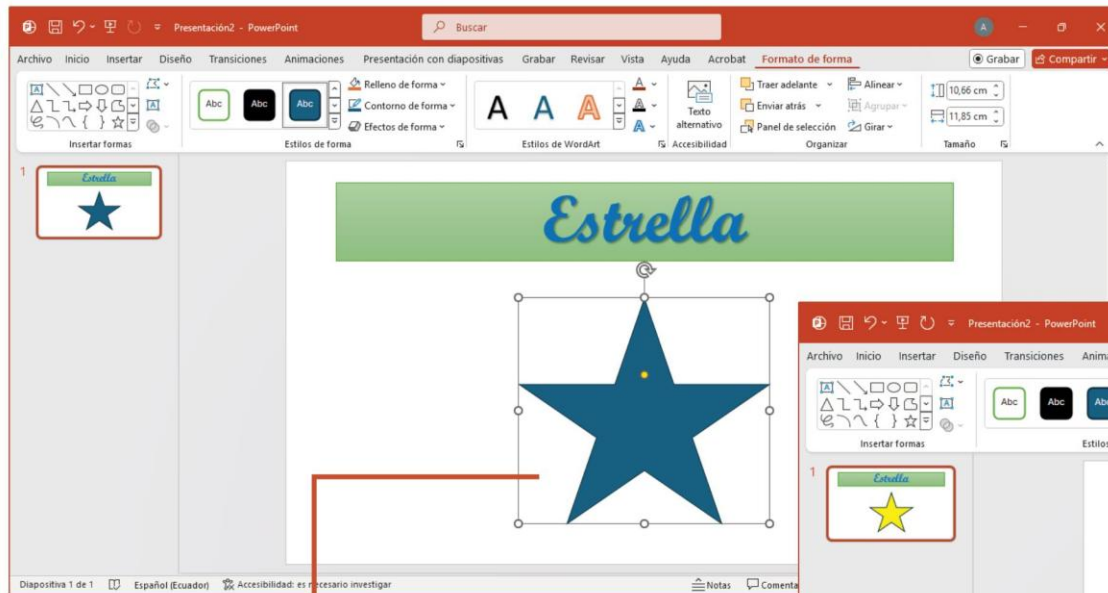 Presentación2 - PowerPoint
Buscar
A
Archivo Inicio Insertar Diseño Transiciones Animaciones Presentación con diapositivas Grabar Revisar Vista Ayuda Acrobat Formato de forma Grabar Compartir
Abc Abc Abc
Relleno de forma
Contorno de forma
Efectos de forma
A A A
A
A
A
Texto alternativo
Traer adelante
Enviar atrás
Panel de selección
Alinear
Agrupar
Girar
10,66 cm
11,85 cm
Insertar formas Estilos de forma Estilos de WordArt Accesibilidad Organizar Tamaño
1
Estrella
Estrella
Diapositiva 1 de 1 Español (Ecuador) Accesibilidad: es necesario investigar Notas Comenta
Presentación2 - PowerPoint
Archivo Inicio Insertar Diseño Transiciones Anima
Abc Abc Abc
Insertar formas Estilos
1
Estrella